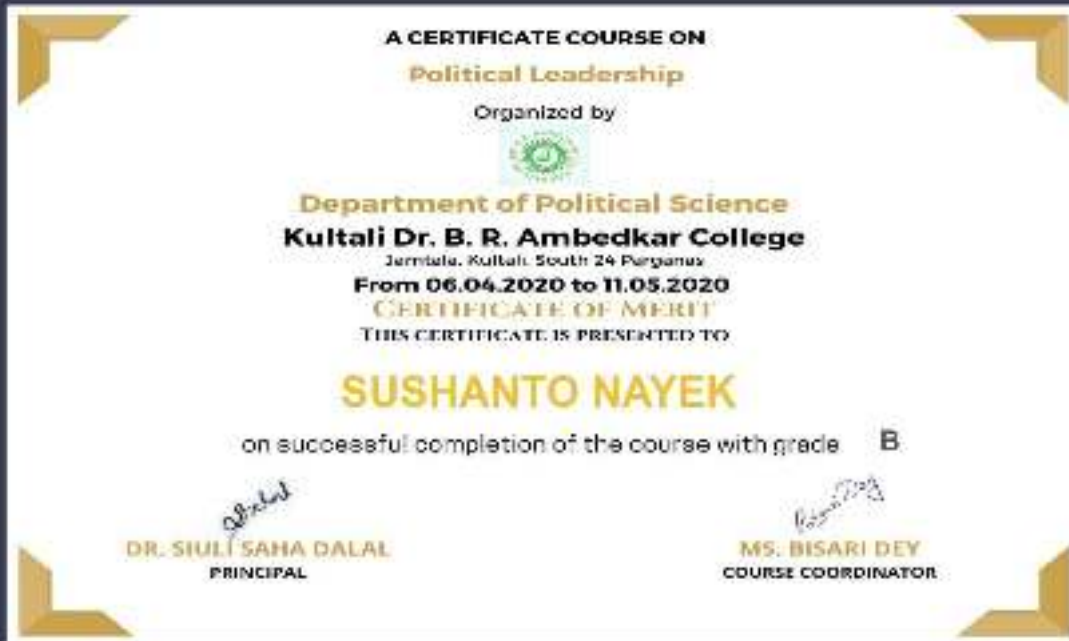 A CERTIFICATE COURSE ON
Political Leadership
Organized by
Department of Political Science
Kultali Dr. B. R. Ambedkar College
Jamtala, Kultali, South 24 Parganas
From 06.04.2020 to 11.05.2020
CERTIFICATE OF MERIT
THIS CERTIFICATE IS PRESENTED TO
SUSHANTO NAYEK
on successful completion of the course with grade B
DR. SIULI SAHA DALAL
PRINCIPAL
MS. BISARI DEY
COURSE COORDINATOR